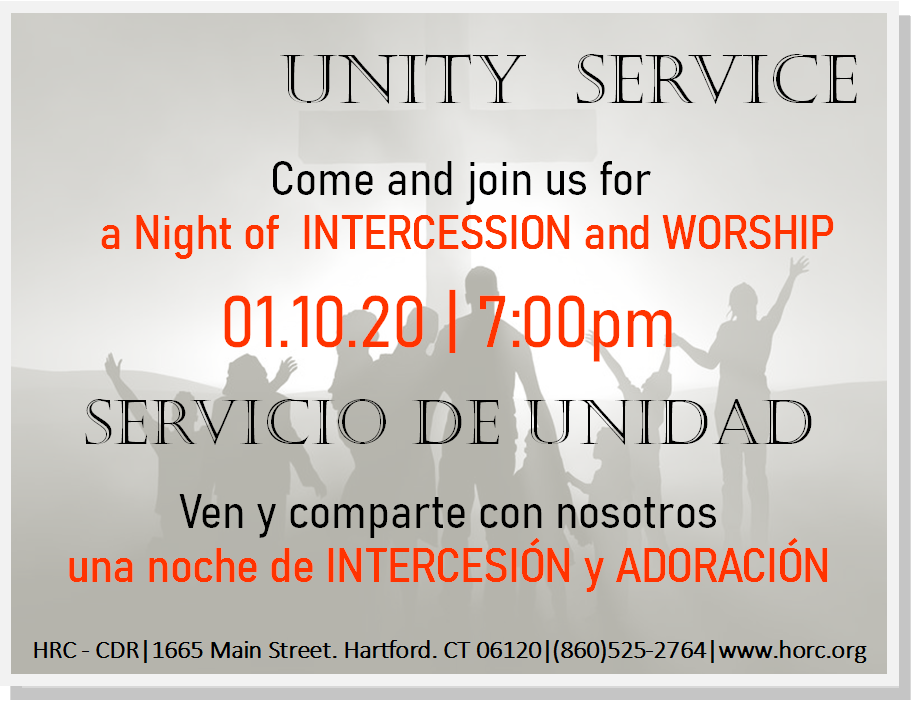 UNITY SERVICE
Come and join us for
a Night of INTERCESSION and WORSHIP
01.10.20 | 7:00pm
SERVICIO DE UNIDAD
Ven y comparte con nosotros
una noche de INTERCESIÓN y ADORACIÓN
HRC - CDR|1665 Main Street. Hartford. CT 06120|(860)525-2764|www.horc.org